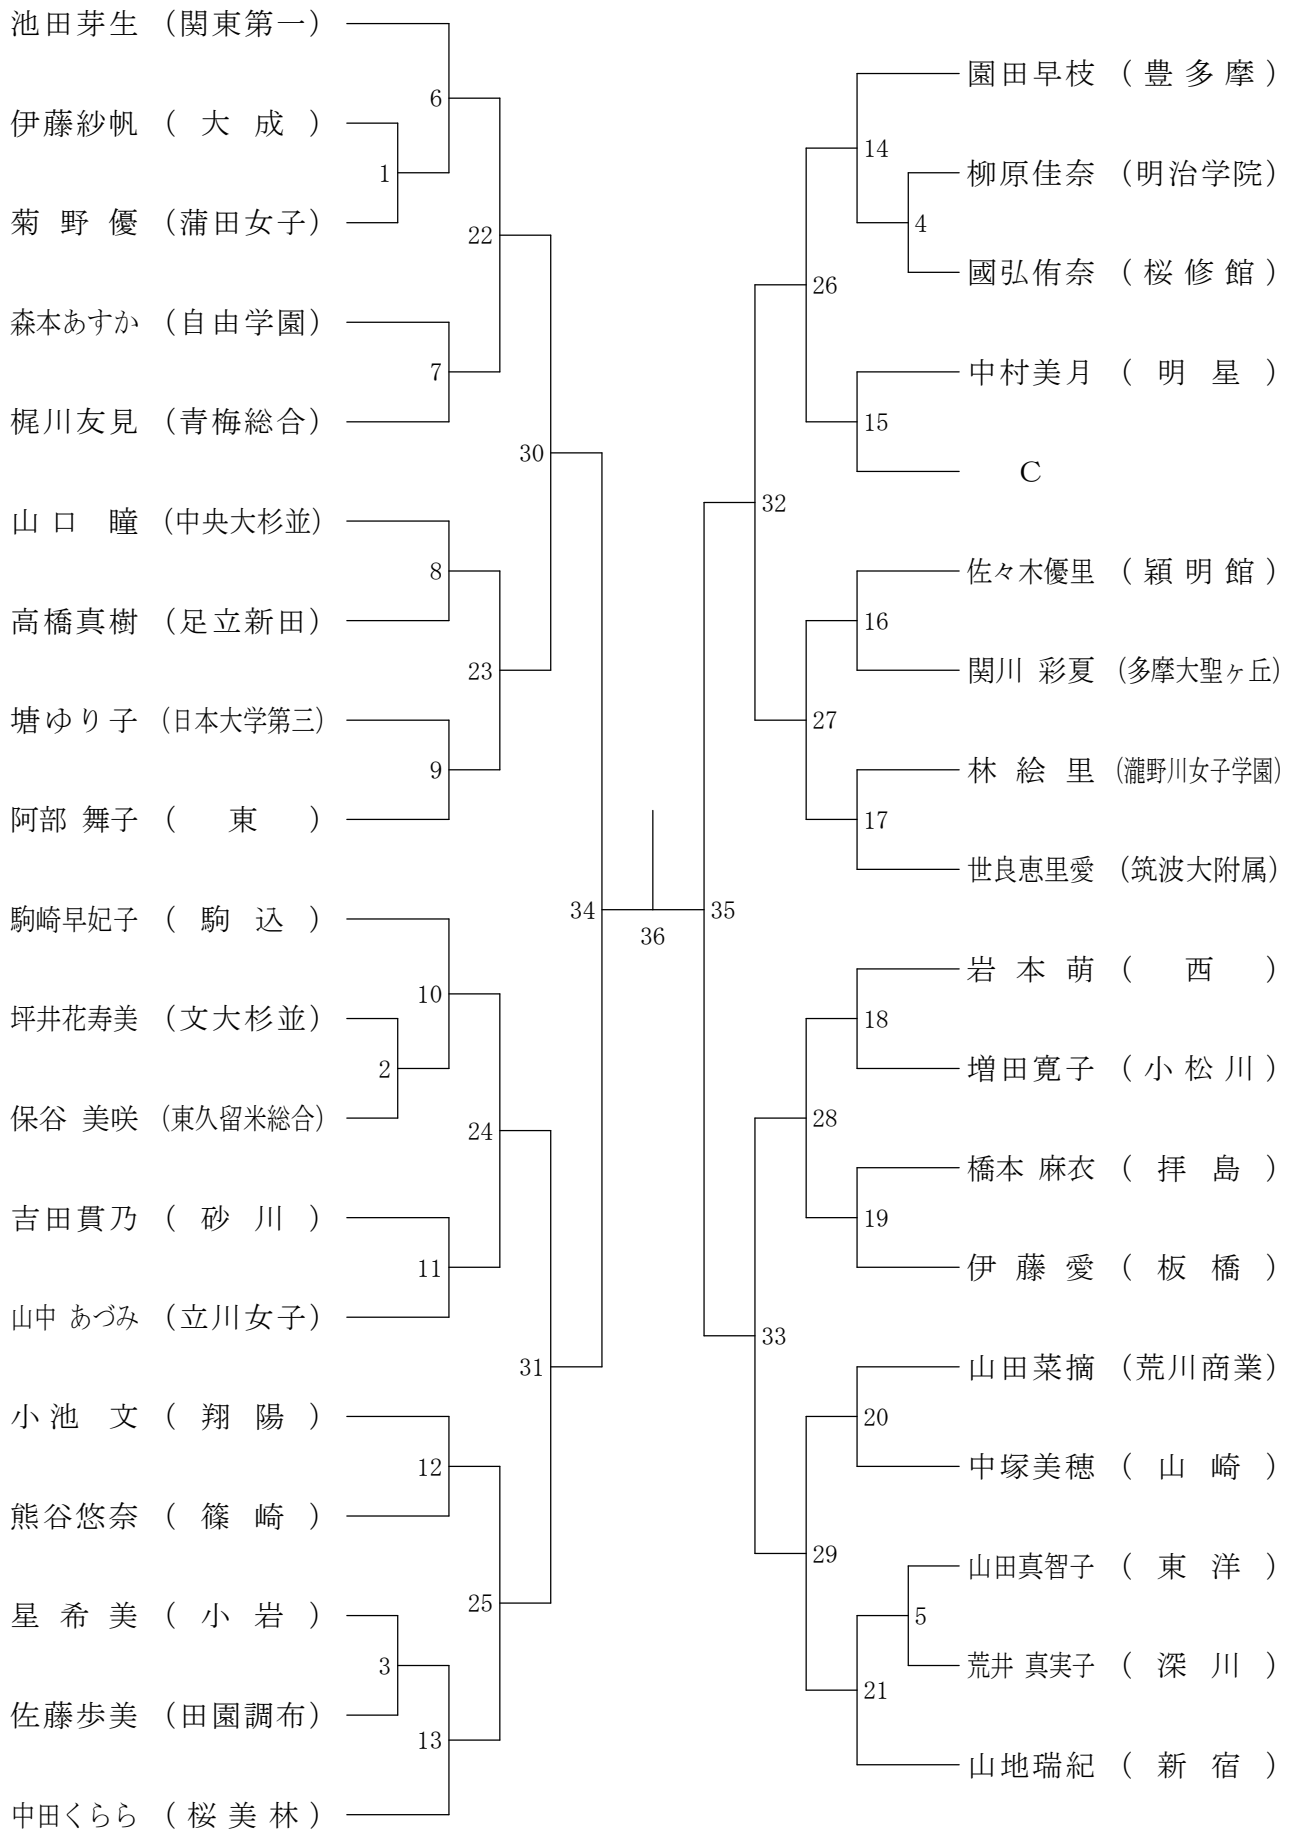 池田芽生 (関東第一)
伊藤紗帆 (大成)
菊野優 (蒲田女子)
森本あすか (自由学園)
梶川友見 (青梅総合)
山口瞳 (中央大杉並)
高橋真樹 (足立新田)
塘ゆり子 (日本大学第三)
阿部 舞子 (東)
駒崎早妃子 (駒込)
坪井花寿美 (文大杉並)
保谷 美咲 (東久留米総合)
吉田貫乃 (砂川)
山中 あづみ (立川女子)
小池文 (翔陽)
熊谷悠奈 (篠崎)
星希美 (小岩)
佐藤歩美 (田園調布)
中田くらら (桜美林)
1
2
3
6
7
8
9
10
11
12
13
22
23
24
25
30
31
34
36
35
32
33
26
27
28
29
14
15
16
17
18
19
20
21
4
5
園田早枝 (豊多摩)
柳原佳奈 (明治学院)
國弘侑奈 (桜修館)
中村美月 (明星)
C
佐々木優里 (穎明館)
関川 彩夏 (多摩大聖ヶ丘)
林絵里 (瀧野川女子学園)
世良恵里愛 (筑波大附属)
岩本萌 (西)
増田寛子 (小松川)
橋本 麻衣 (拝島)
伊藤愛 (板橋)
山田菜摘 (荒川商業)
中塚美穂 (山崎)
山田真智子 (東洋)
荒井 真実子 (深川)
山地瑞紀 (新宿)